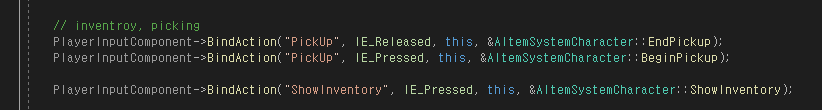 // inventroy, picking
PlayerInputComponent->BindAction("PickUp", IE_Released, this, &AItemSystemCharacter::EndPickup);
PlayerInputComponent->BindAction("PickUp", IE_Pressed, this, &AItemSystemCharacter::BeginPickup);
PlayerInputComponent->BindAction("ShowInventory", IE_Pressed, this, &AItemSystemCharacter::ShowInventory);